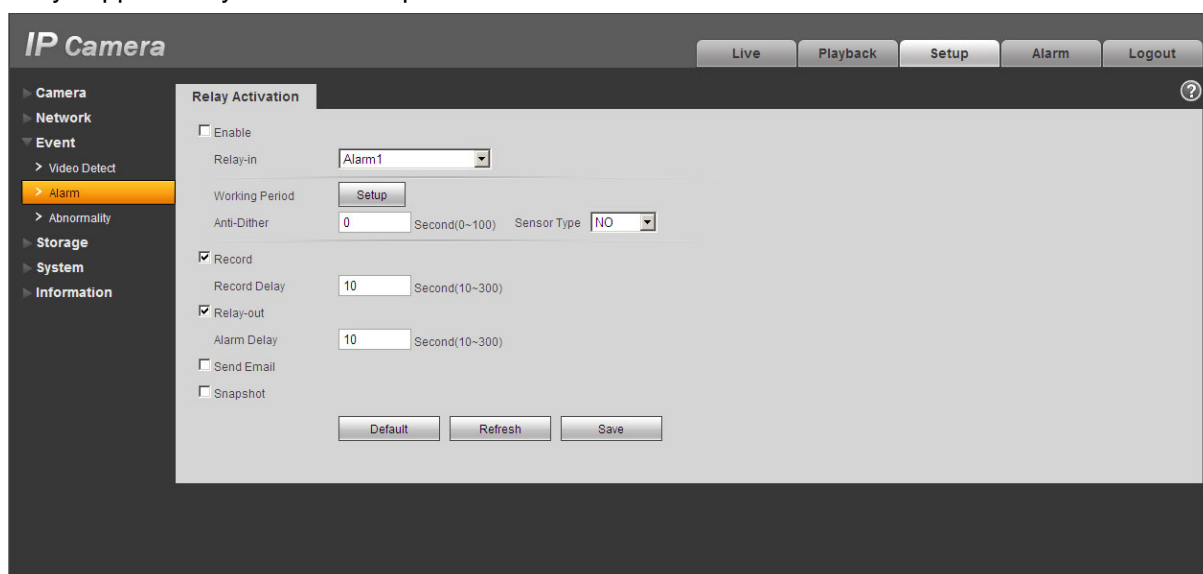 IP Camera
Live Playback Setup Alarm Logout
Camera
Network
Event
> Video Detect
> Alarm
> Abnormality
Storage
System
Information
Relay Activation
?
Enable
Relay-in Alarm1
Working Period Setup
Anti-Dither 0 Second(0~100) Sensor Type NO
Record
Record Delay 10 Second(10~300)
Relay-out
Alarm Delay 10 Second(10~300)
Send Email
Snapshot
Default Refresh Save